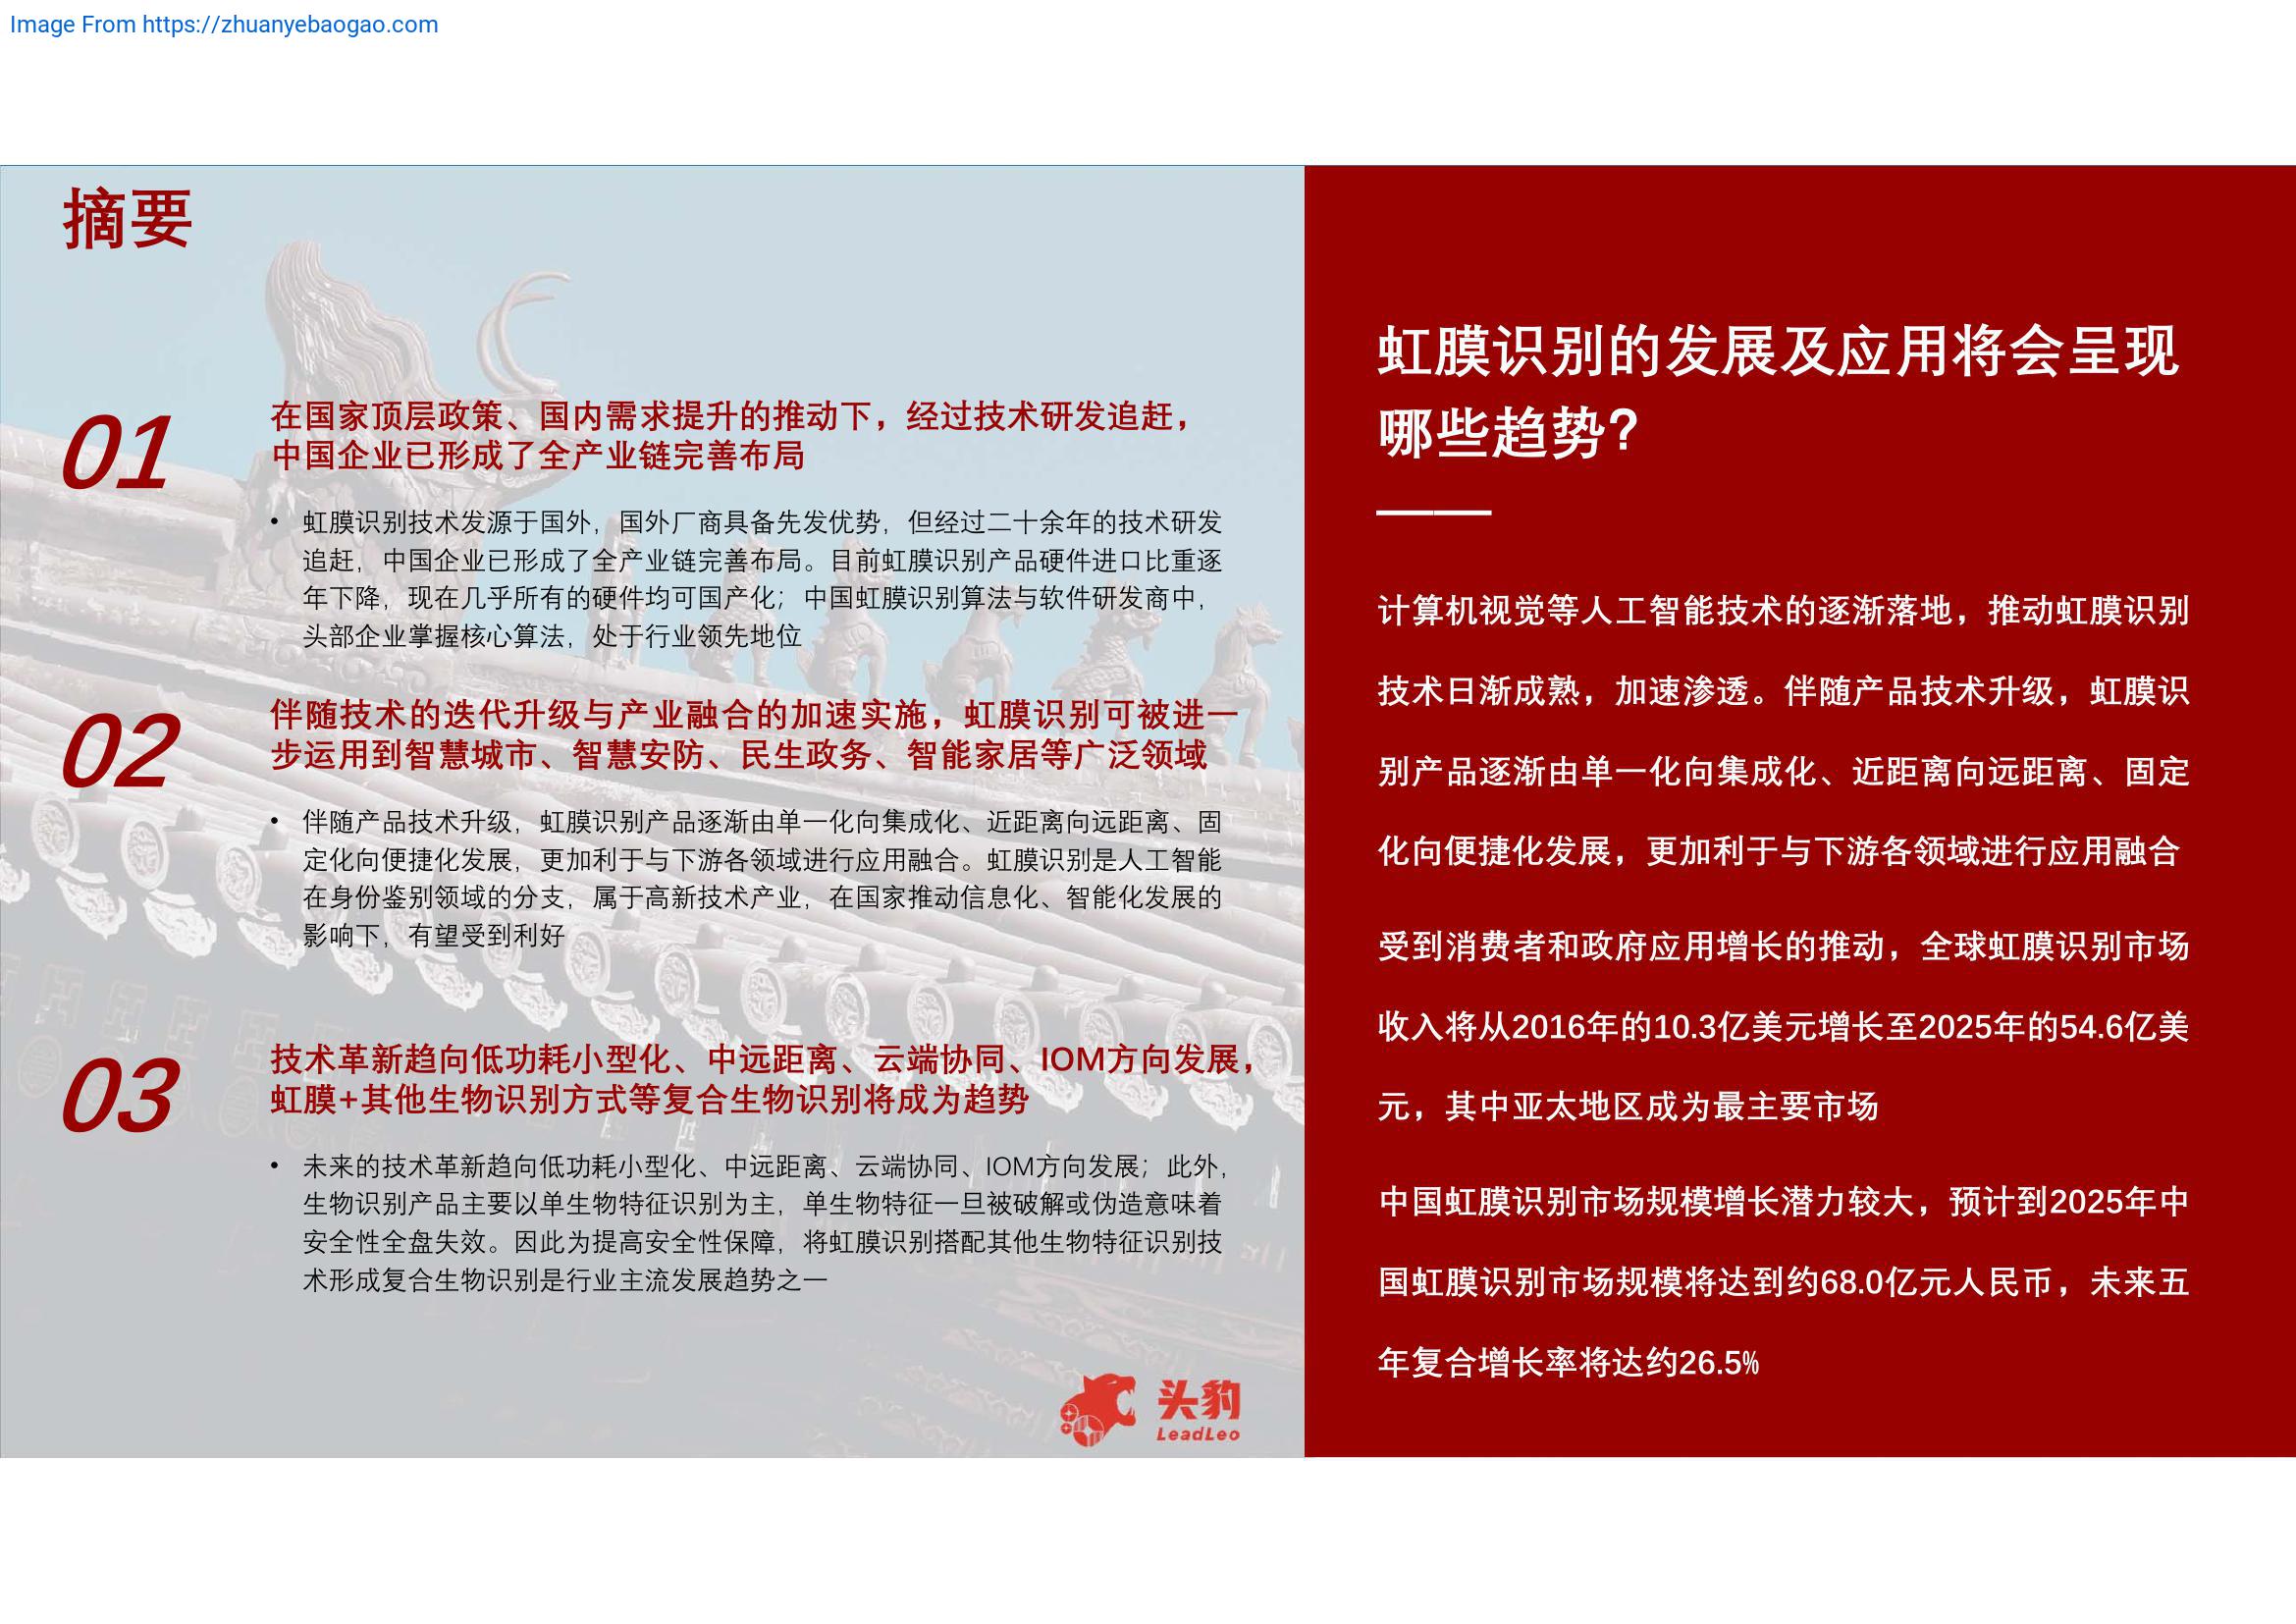 Image From https://zhuanyebaogao.com
摘要
01
在国家顶层政策、国内需求提升的推动下，经过技术研发追赶，
中国企业已形成了全产业链完善布局
• 虹膜识别技术发源于国外，国外厂商具备先发优势，但经过二十余年的技术研发
追赶，中国企业已形成了全产业链完善布局。目前虹膜识别产品硬件进口比重逐
年下降，现在几乎所有的硬件均可国产化；中国虹膜识别算法与软件研发商中，
头部企业掌握核心算法，处于行业领先地位
02
伴随技术的迭代升级与产业融合的加速实施，虹膜识别可被进一
步运用到智慧城市、智慧安防、民生政务、智能家居等广泛领域
• 伴随产品技术升级，虹膜识别产品逐渐由单一化向集成化、近距离向远距离、固
定化向便捷化发展，更加利于与下游各领域进行应用融合。虹膜识别是人工智能
在身份鉴别领域的分支，属于高新技术产业，在国家推动信息化、智能化发展的
影响下，有望受到利好
03
技术革新趋向低功耗小型化、中远距离、云端协同、IOM方向发展，
虹膜+其他生物识别方式等复合生物识别将成为趋势
• 未来的技术革新趋向低功耗小型化、中远距离、云端协同、IOM方向发展；此外，
生物识别产品主要以单生物特征识别为主，单生物特征一旦被破解或伪造意味着
安全性全盘失效。因此为提高安全性保障，将虹膜识别搭配其他生物特征识别技
术形成复合生物识别是行业主流发展趋势之一
头豹
LeadLeo
虹膜识别的发展及应用将会呈现
哪些趋势？
计算机视觉等人工智能技术的逐渐落地，推动虹膜识别
技术日渐成熟，加速渗透。伴随产品技术升级，虹膜识
别产品逐渐由单一化向集成化、近距离向远距离、固定
化向便捷化发展，更加利于与下游各领域进行应用融合
受到消费者和政府应用增长的推动，全球虹膜识别市场
收入将从2016年的10.3亿美元增长至2025年的54.6亿美
元，其中亚太地区成为最主要市场
中国虹膜识别市场规模增长潜力较大，预计到2025年中
国虹膜识别市场规模将达到约68.0亿元人民币，未来五
年复合增长率将达约26.5%